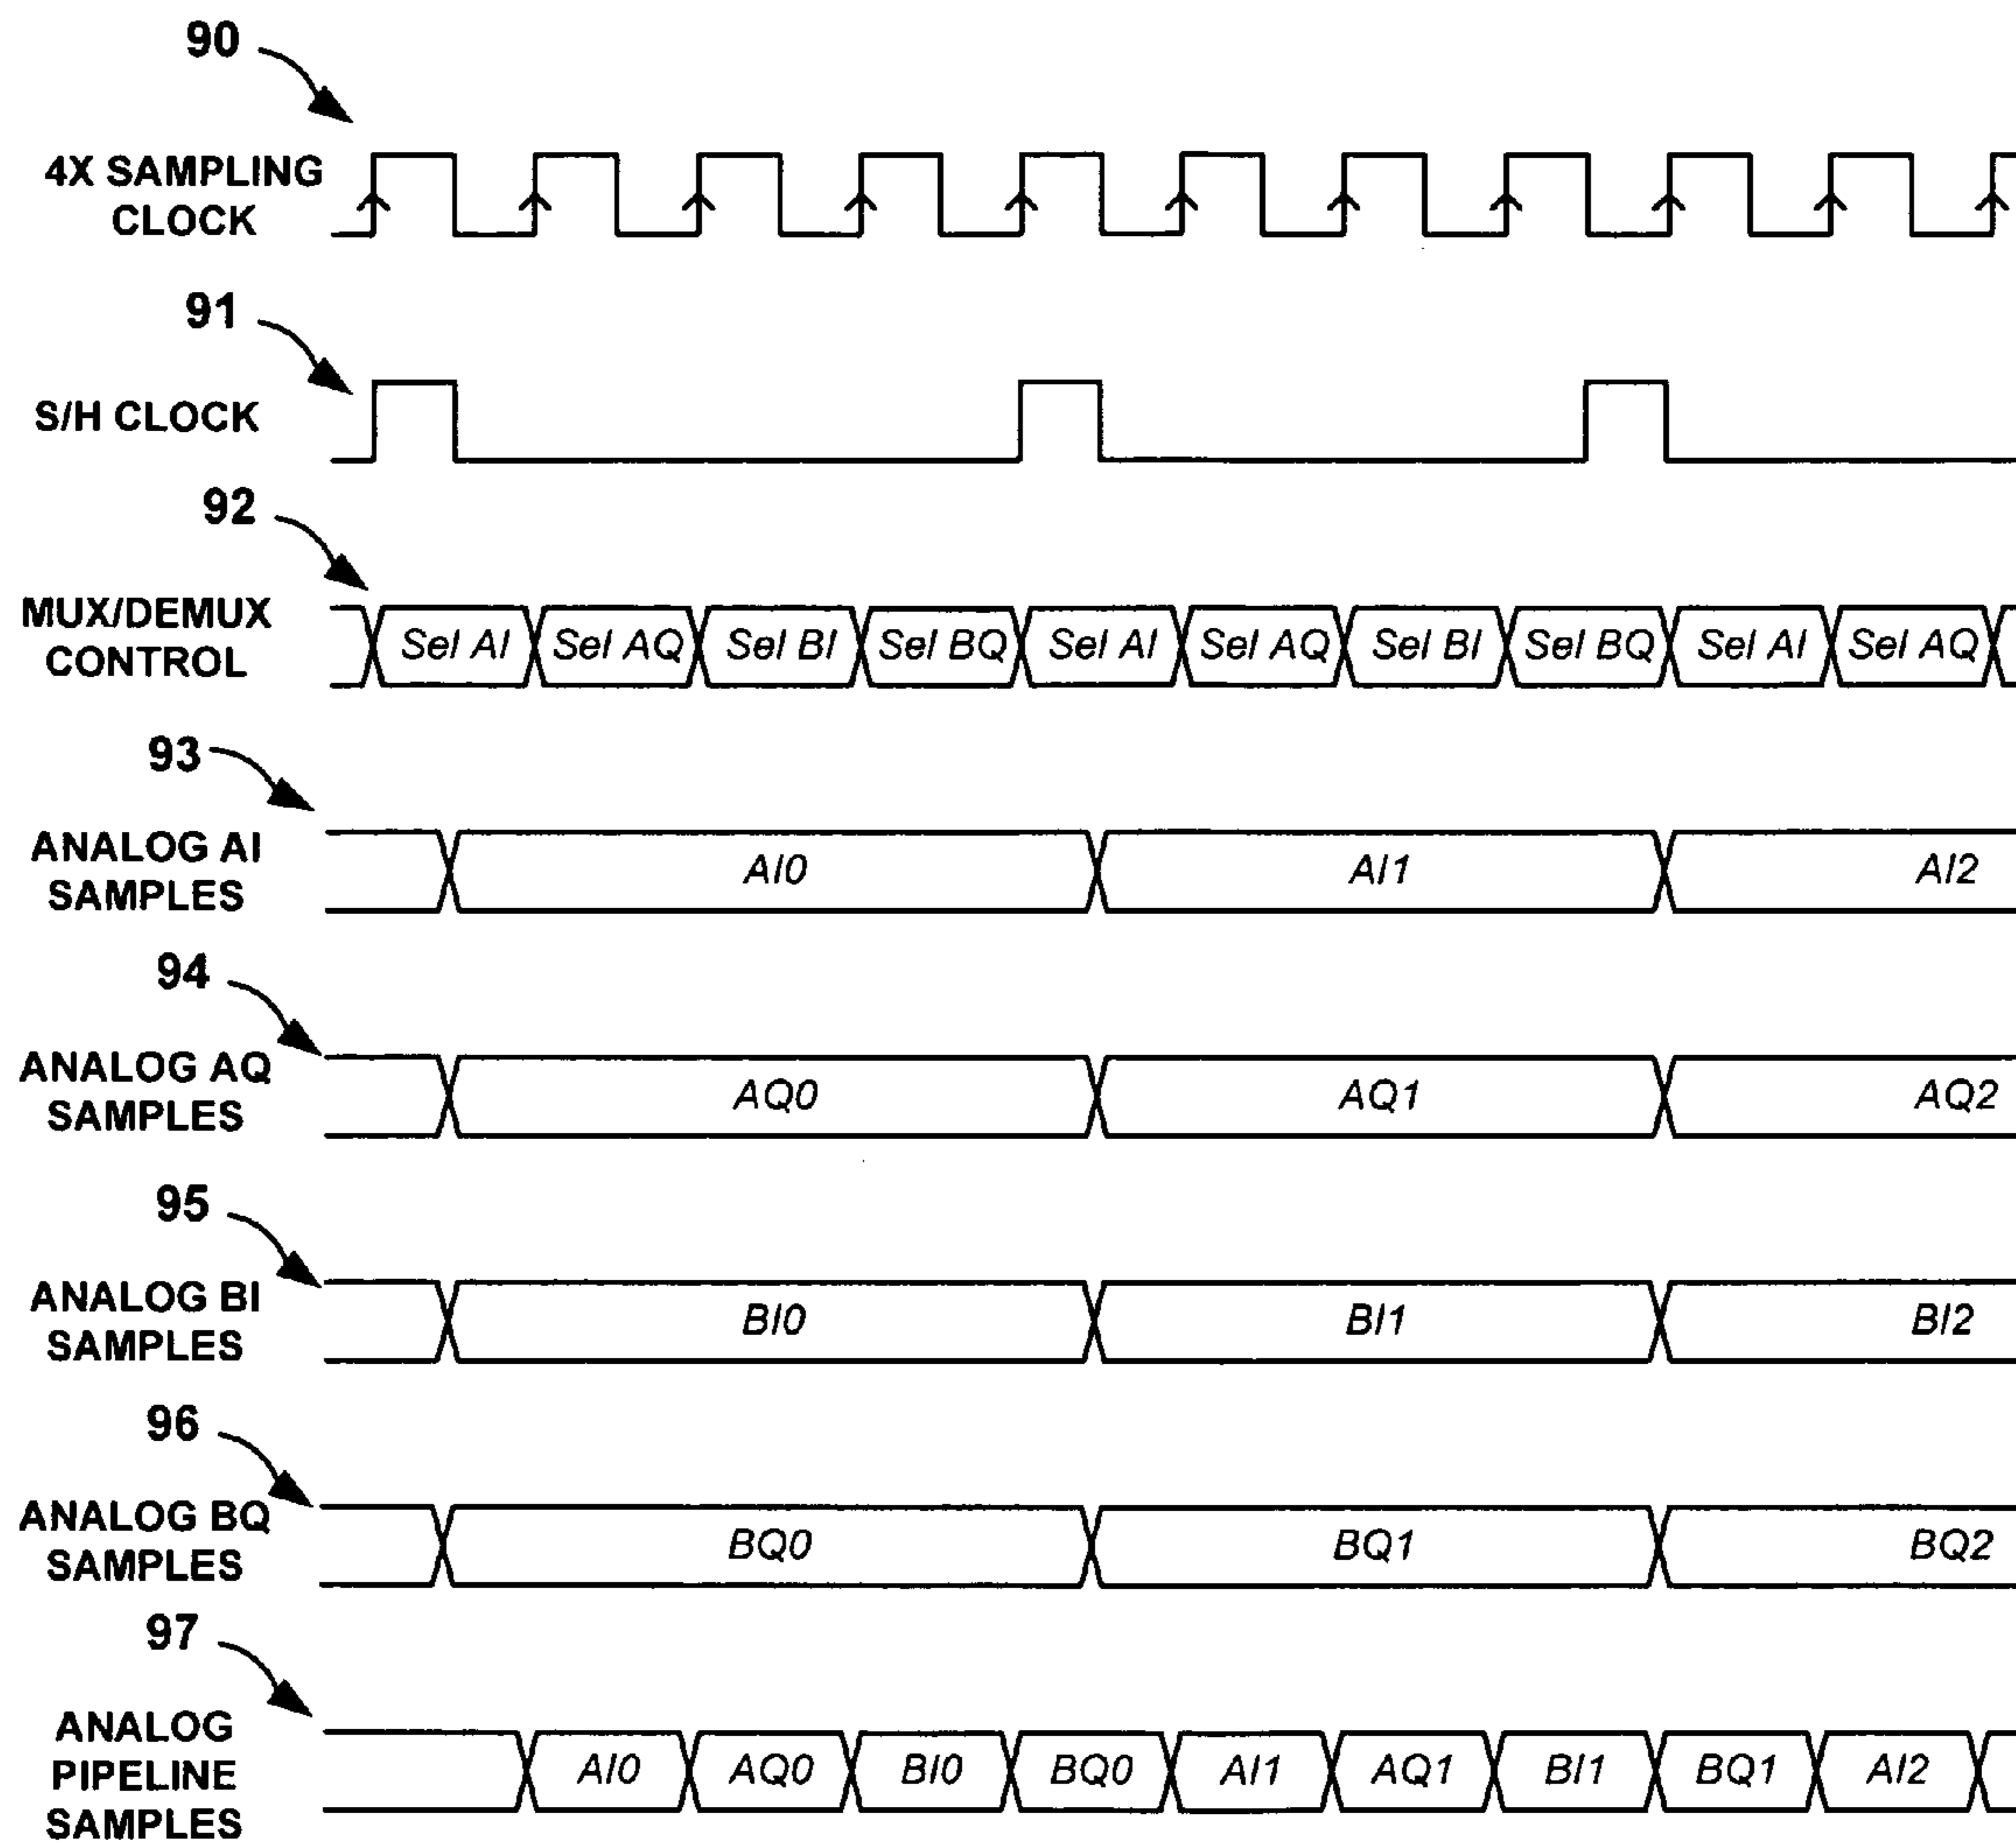 90
4X SAMPLING
CLOCK
91
S/H CLOCK
92
MUX/DEMUX
CONTROL
Sel AI Sel AQ Sel BI Sel BQ Sel AI Sel AQ Sel BI Sel BQ Sel AI Sel AQ
93
ANALOG AI
SAMPLES
AI0 AI1 AI2
94
ANALOG AQ
SAMPLES
AQ0 AQ1 AQ2
95
ANALOG BI
SAMPLES
BI0 BI1 BI2
96
ANALOG BQ
SAMPLES
BQ0 BQ1 BQ2
97
ANALOG
PIPELINE
SAMPLES
AI0 AQ0 BI0 BQ0 AI1 AQ1 BI1 BQ1 AI2